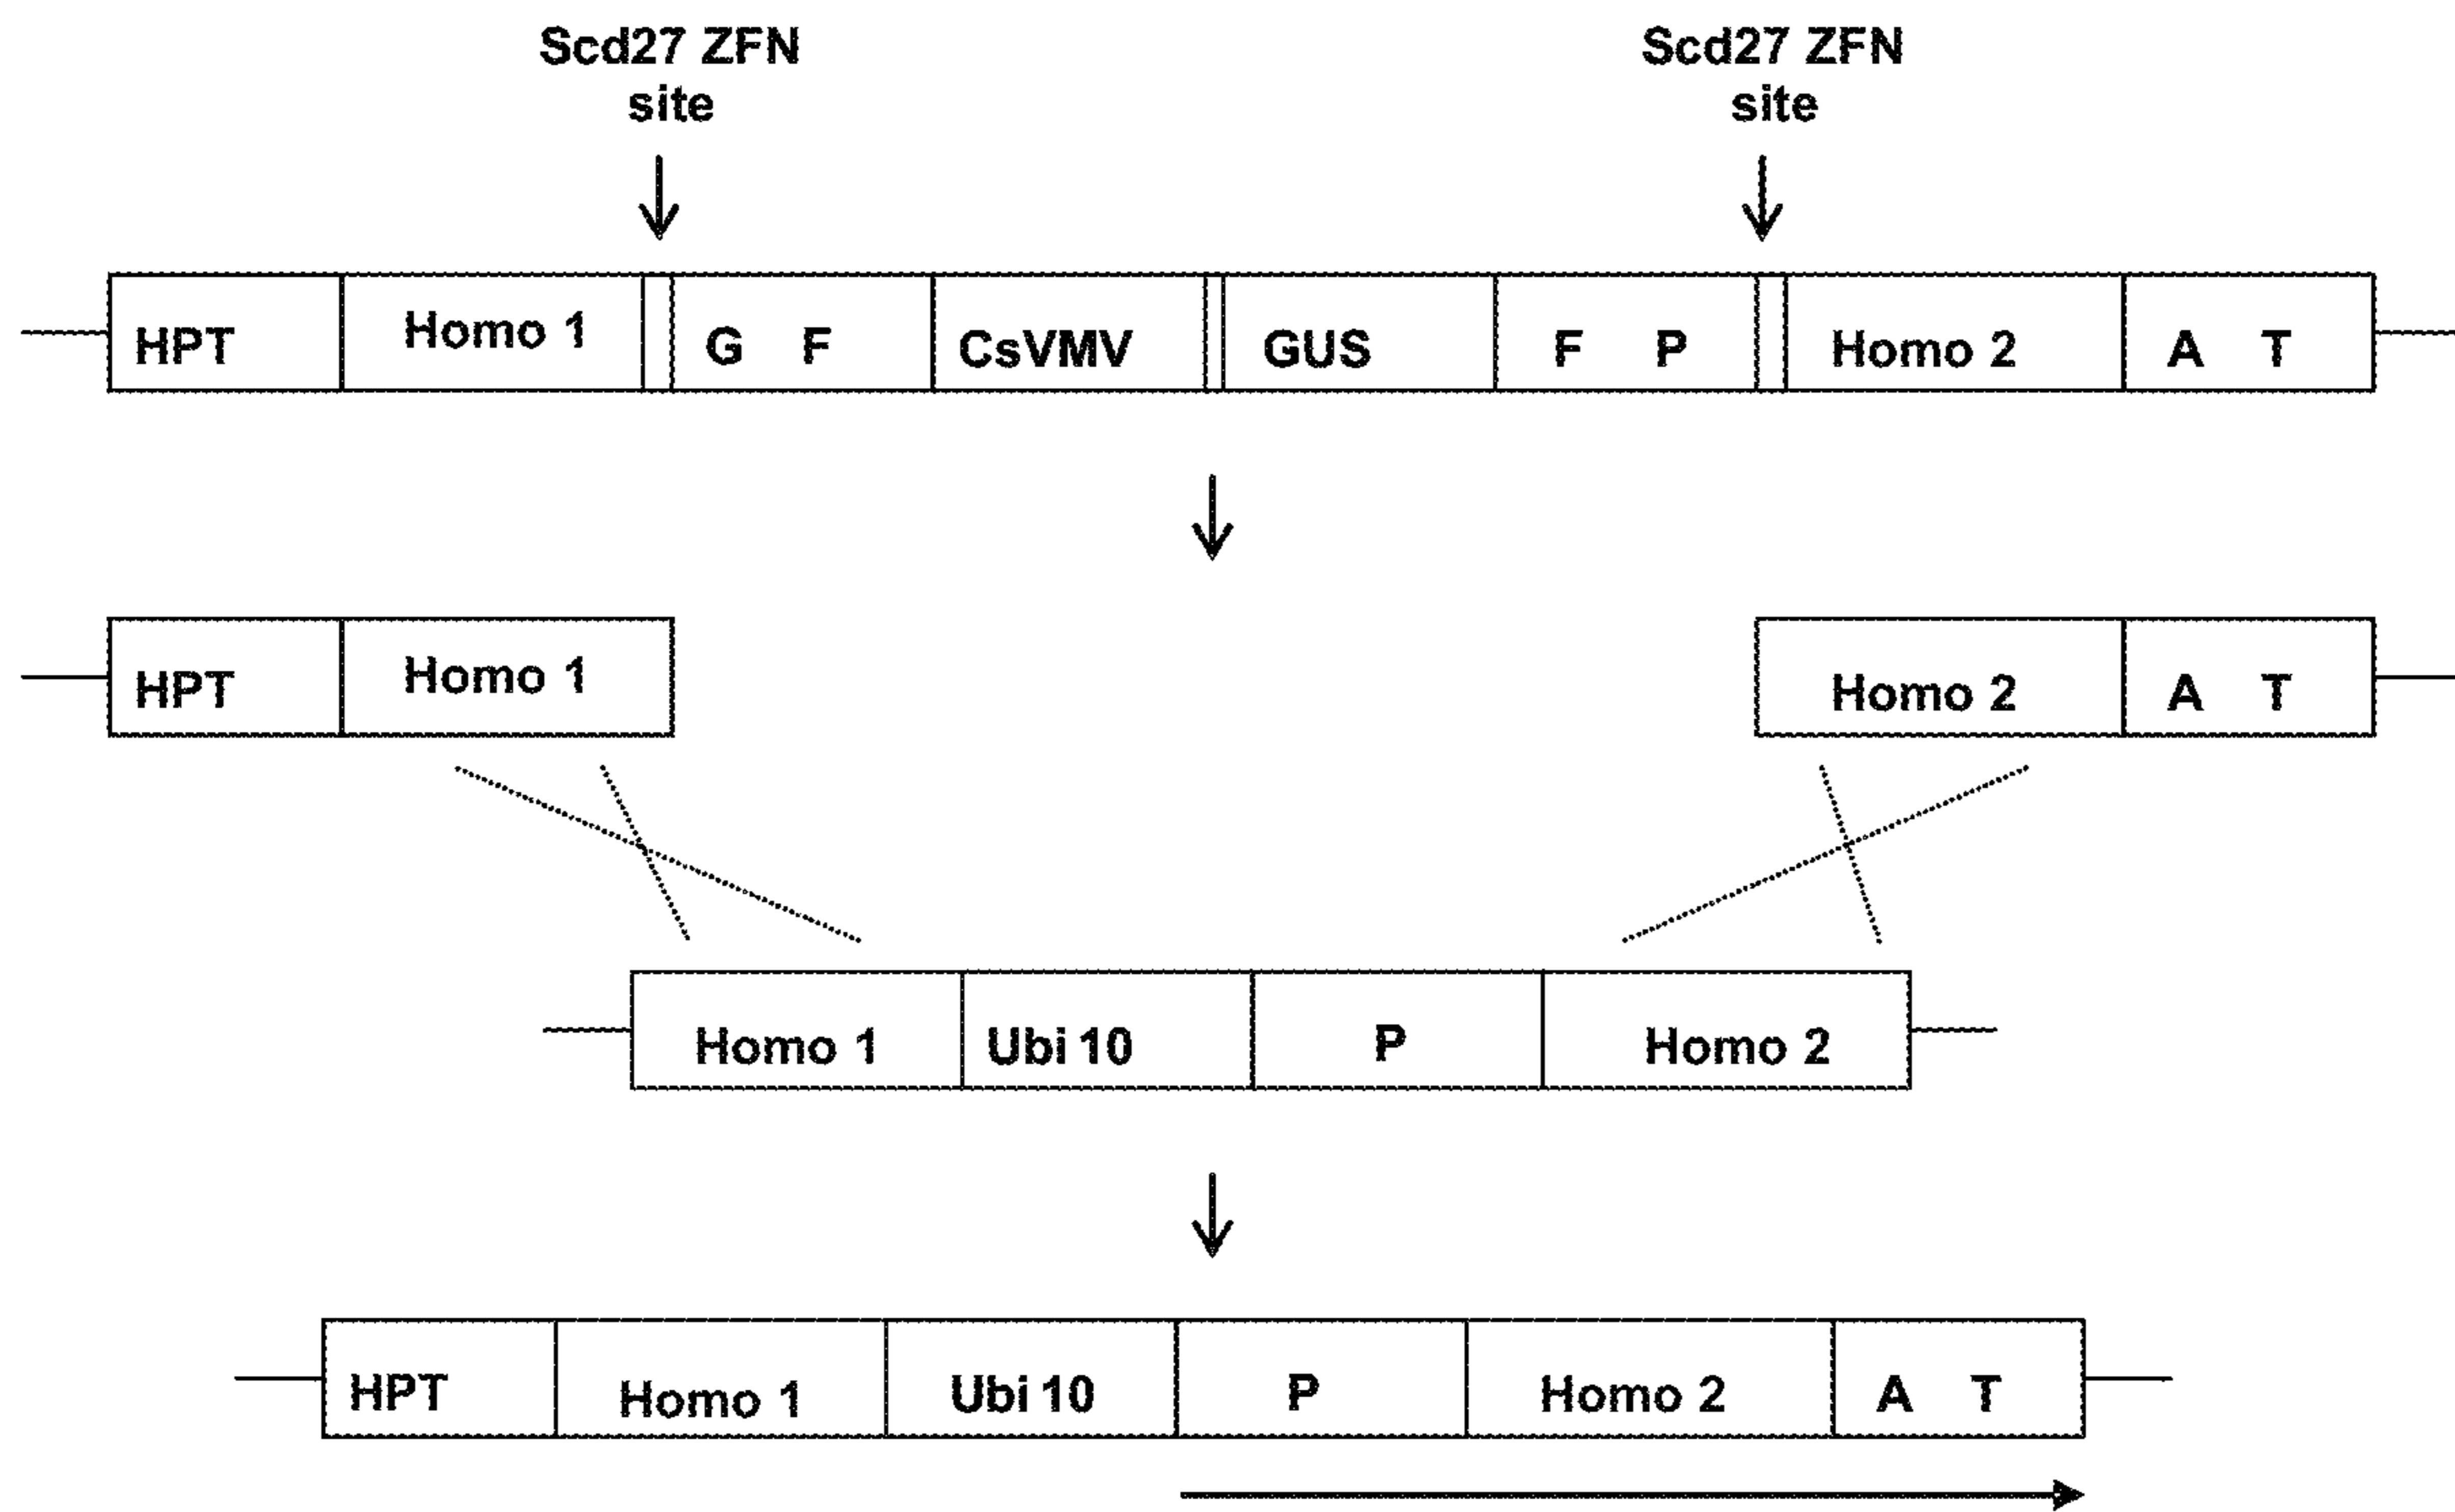 Scd27 ZFN Scd27 ZFN
site site
HPT Homo 1 G F CsVMV GUS F P Homo 2 A T
HPT Homo 1 Homo 2 A T
Homo 1 Ubi 10 P Homo 2
HPT Homo 1 Ubi 10 P Homo 2 A T